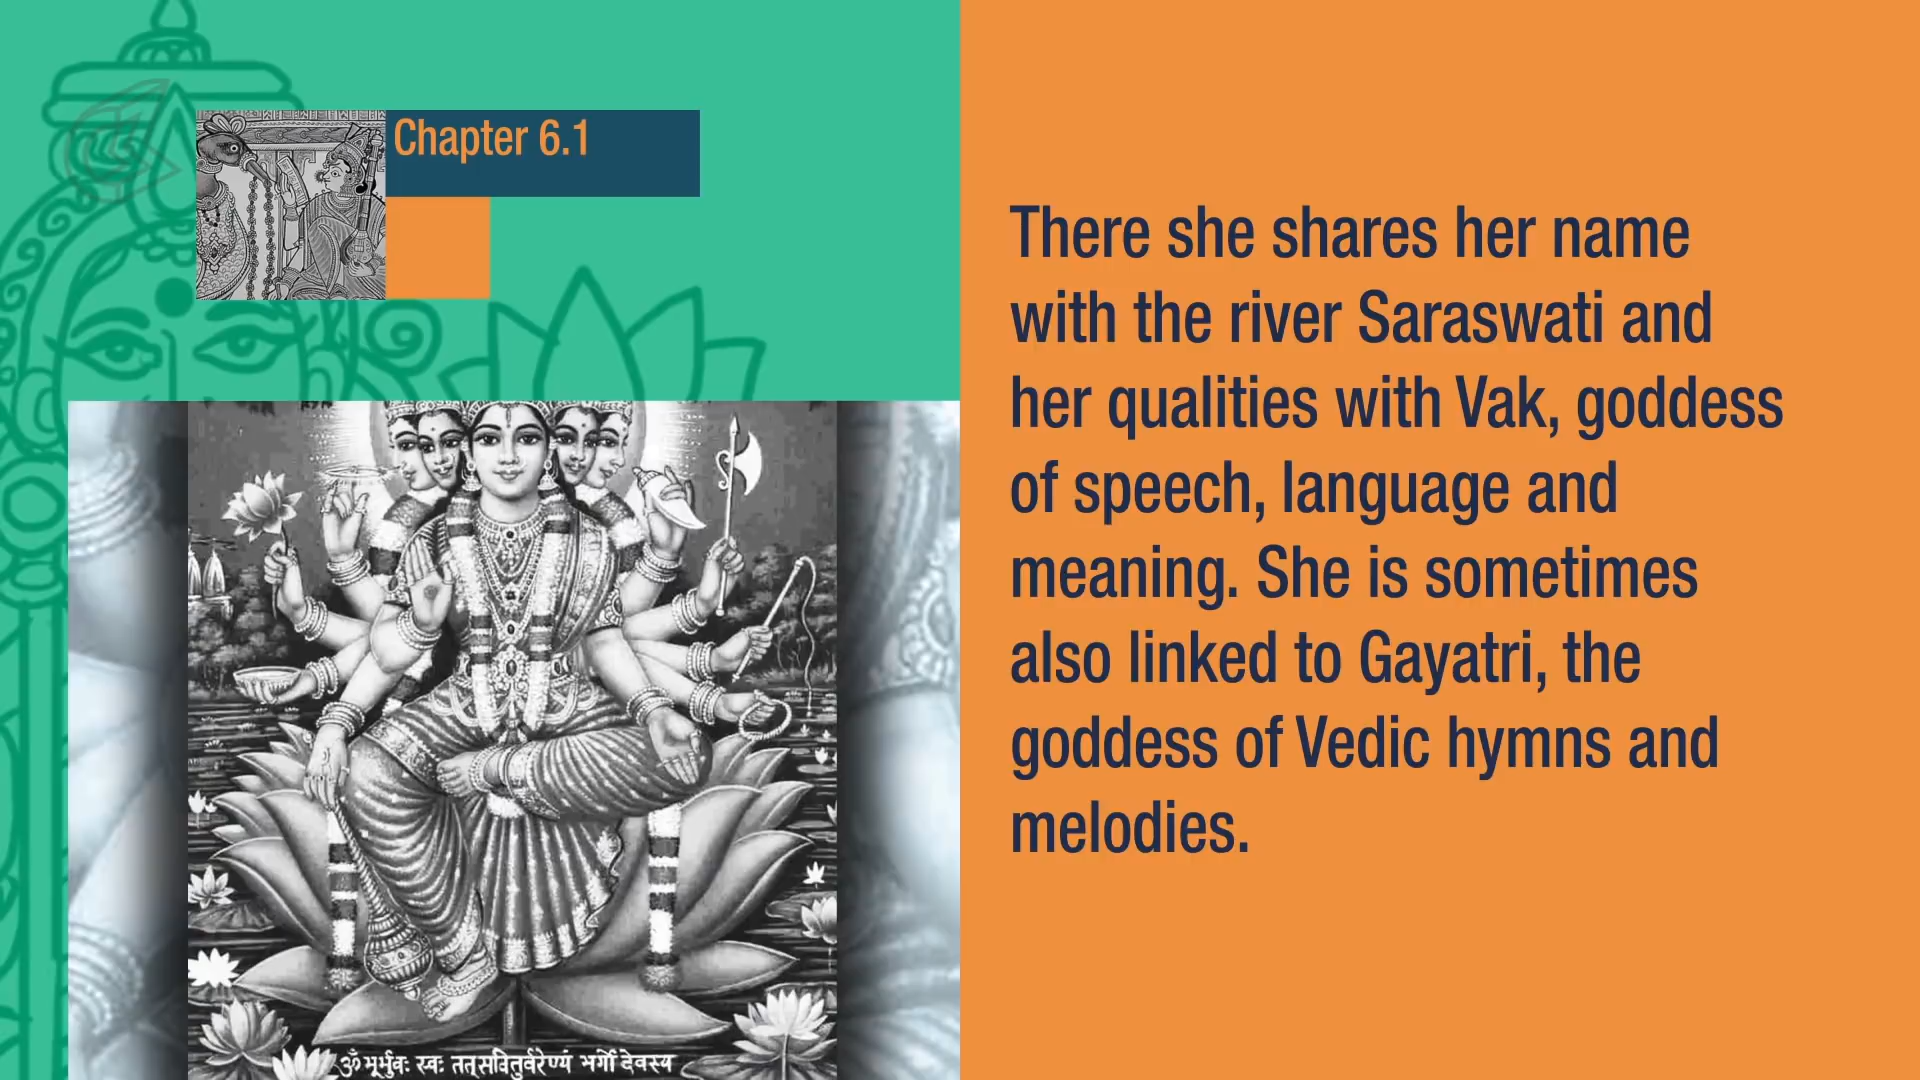 Chapter 6.1
There she shares her name
with the river Saraswati and
her qualities with Vak, goddess
of speech, language and
meaning. She is sometimes
also linked to Gayatri, the
goddess of Vedic hymns and
melodies.
ॐ भूर्भुवः स्वः तत्सवितुर्वरेण्यं भर्गो देवस्य